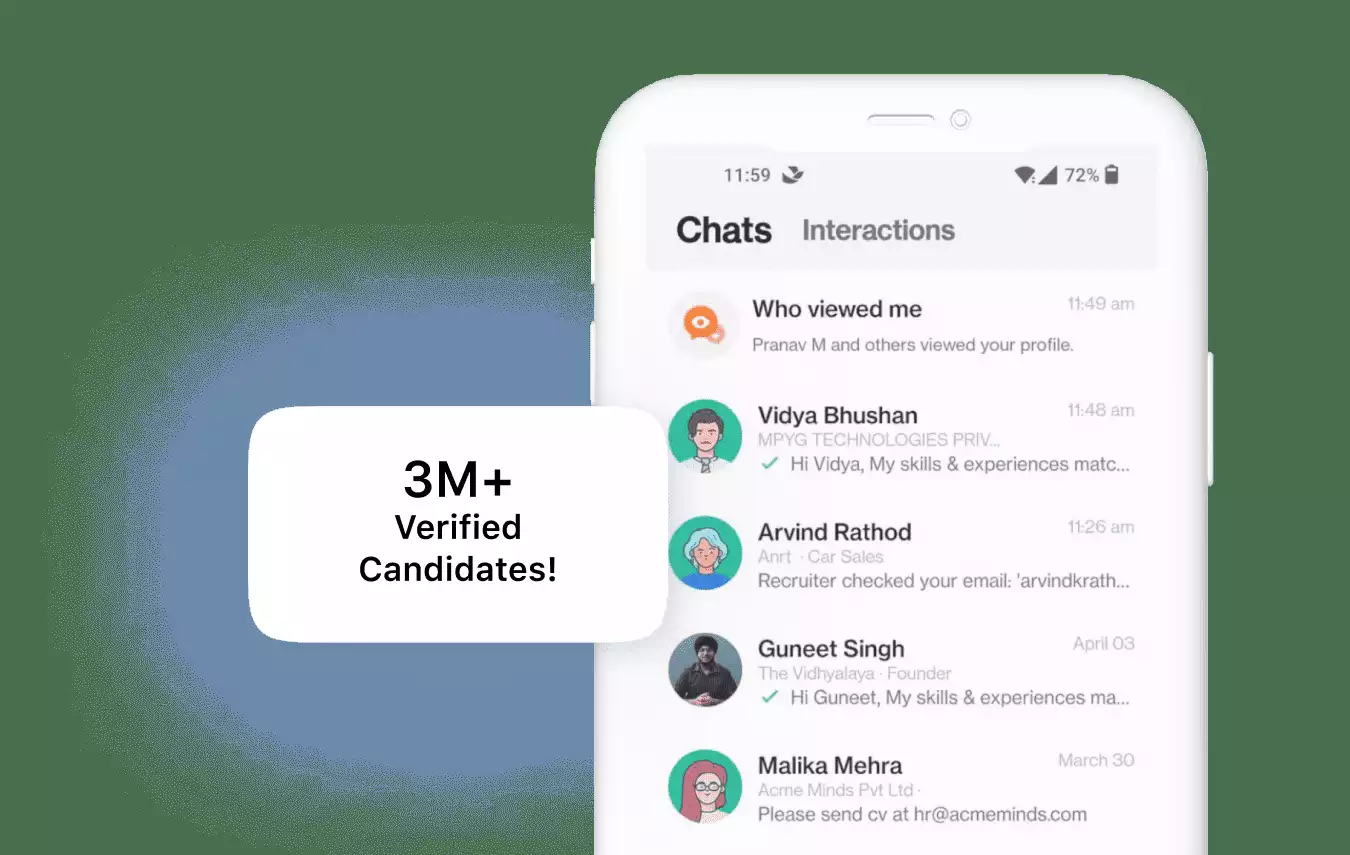 3M+
Verified
Candidates!
11:59
72%
Chats Interactions
Who viewed me 11:49 am
Pranav M and others viewed your profile.
Vidya Bhushan 11:48 am
MPYG TECHNOLOGIES PRIV...
Hi Vidya, My skills & experiences matc...
Arvind Rathod 11:26 am
Anrt · Car Sales
Recruiter checked your email: 'arvindkrath...
Guneet Singh April 03
The Vidhyalaya · Founder
Hi Guneet, My skills & experiences ma...
Malika Mehra March 30
Acme Minds Pvt Ltd ·
Please send cv at hr@acmeminds.com